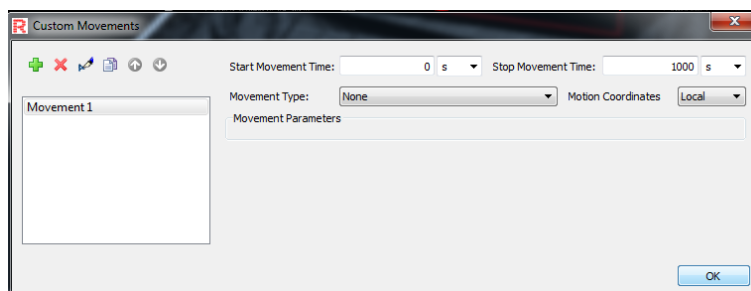 Custom Movements
Start Movement Time: 0 s Stop Movement Time: 1000 s
Movement Type: None Motion Coordinates Local
Movement 1
Movement Parameters
OK